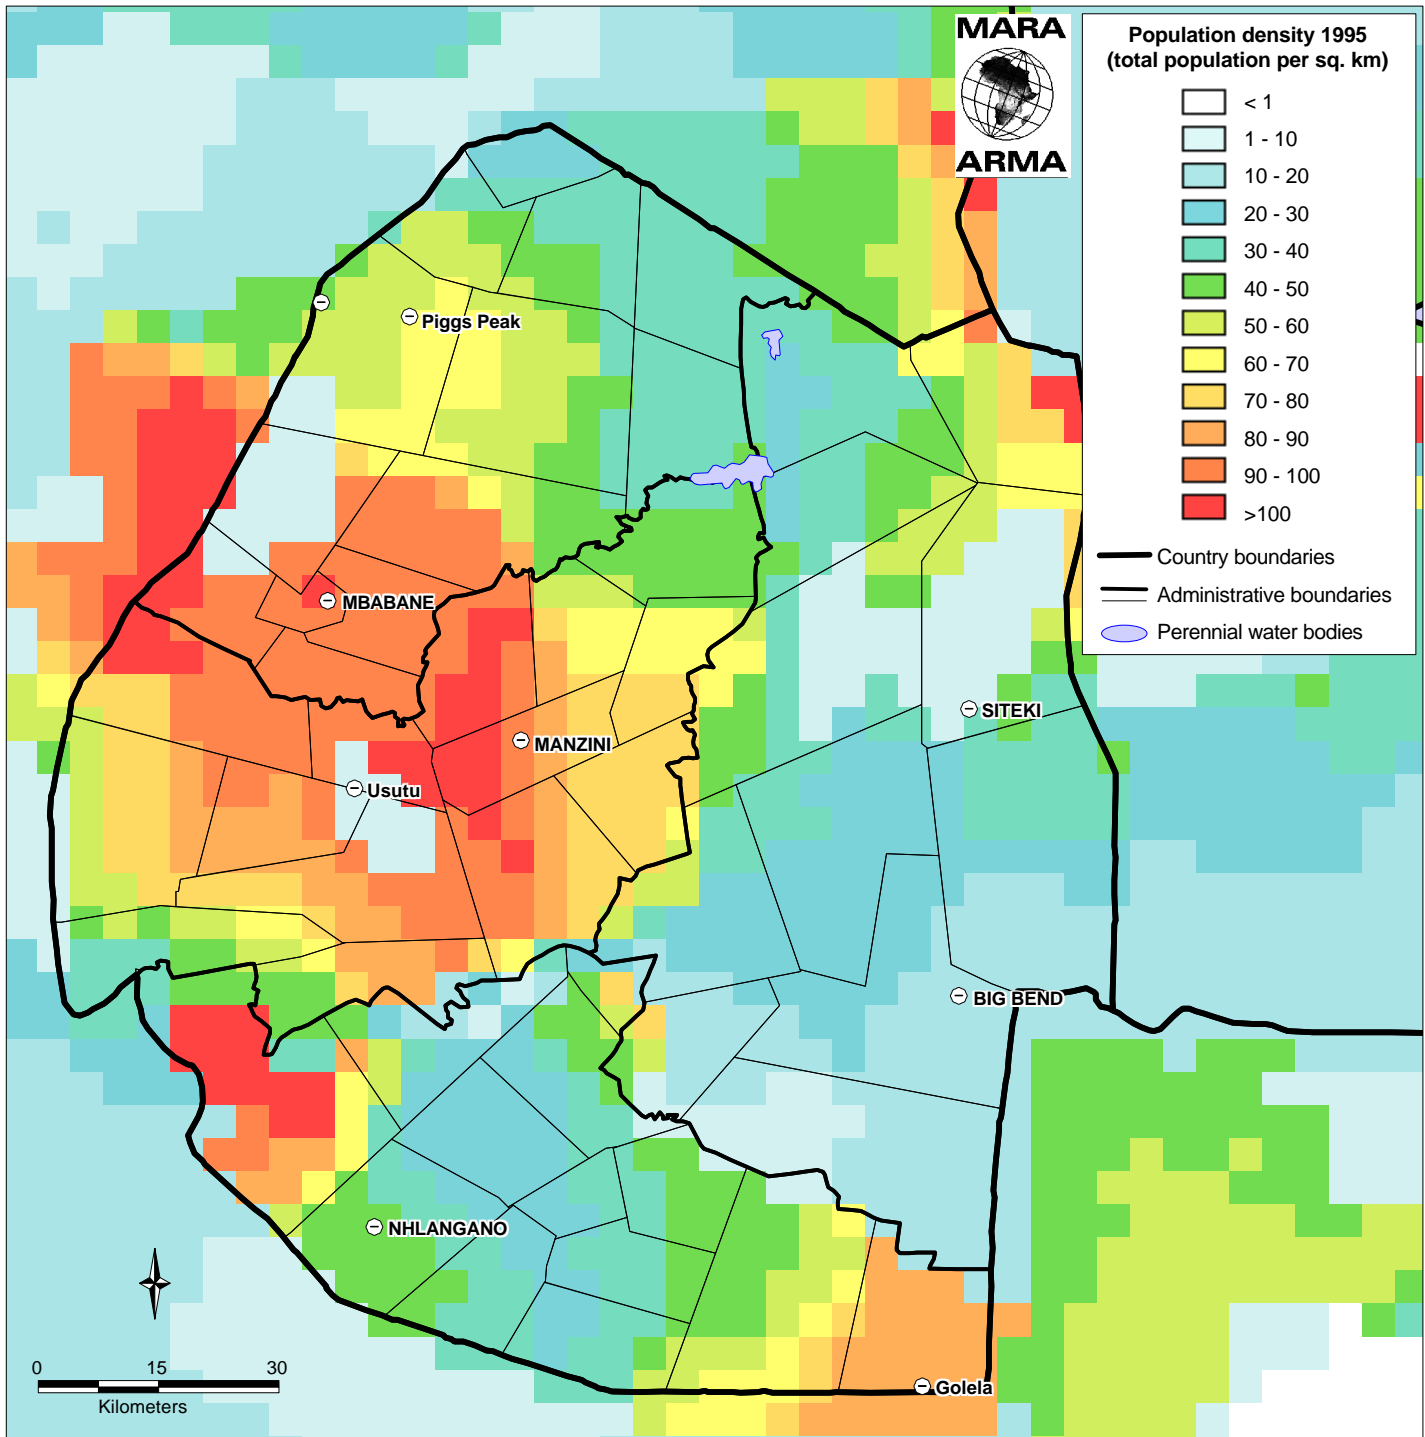 MARA
ARMA
Population density 1995
(total population per sq. km)
< 1
1 - 10
10 - 20
20 - 30
30 - 40
40 - 50
50 - 60
60 - 70
70 - 80
80 - 90
90 - 100
>100
Country boundaries
Administrative boundaries
Perennial water bodies
Piggs Peak
MBABANE
SITEKI
MANZINI
Usutu
BIG BEND
NHLANGANO
Golela
0 15 30
Kilometers